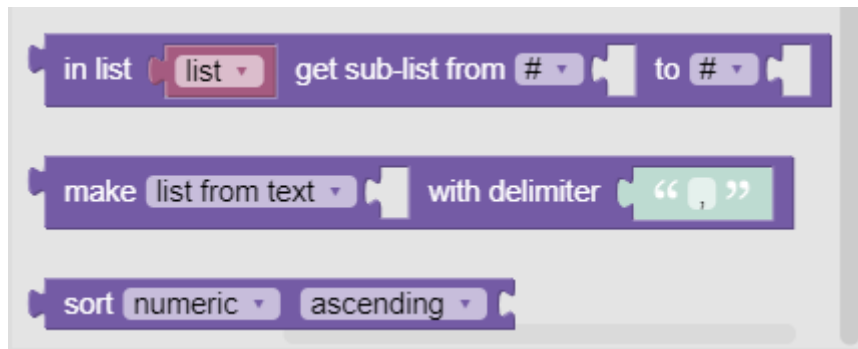 in list list get sub-list from # to #
make list from text with delimiter “ , ”
sort numeric ascending